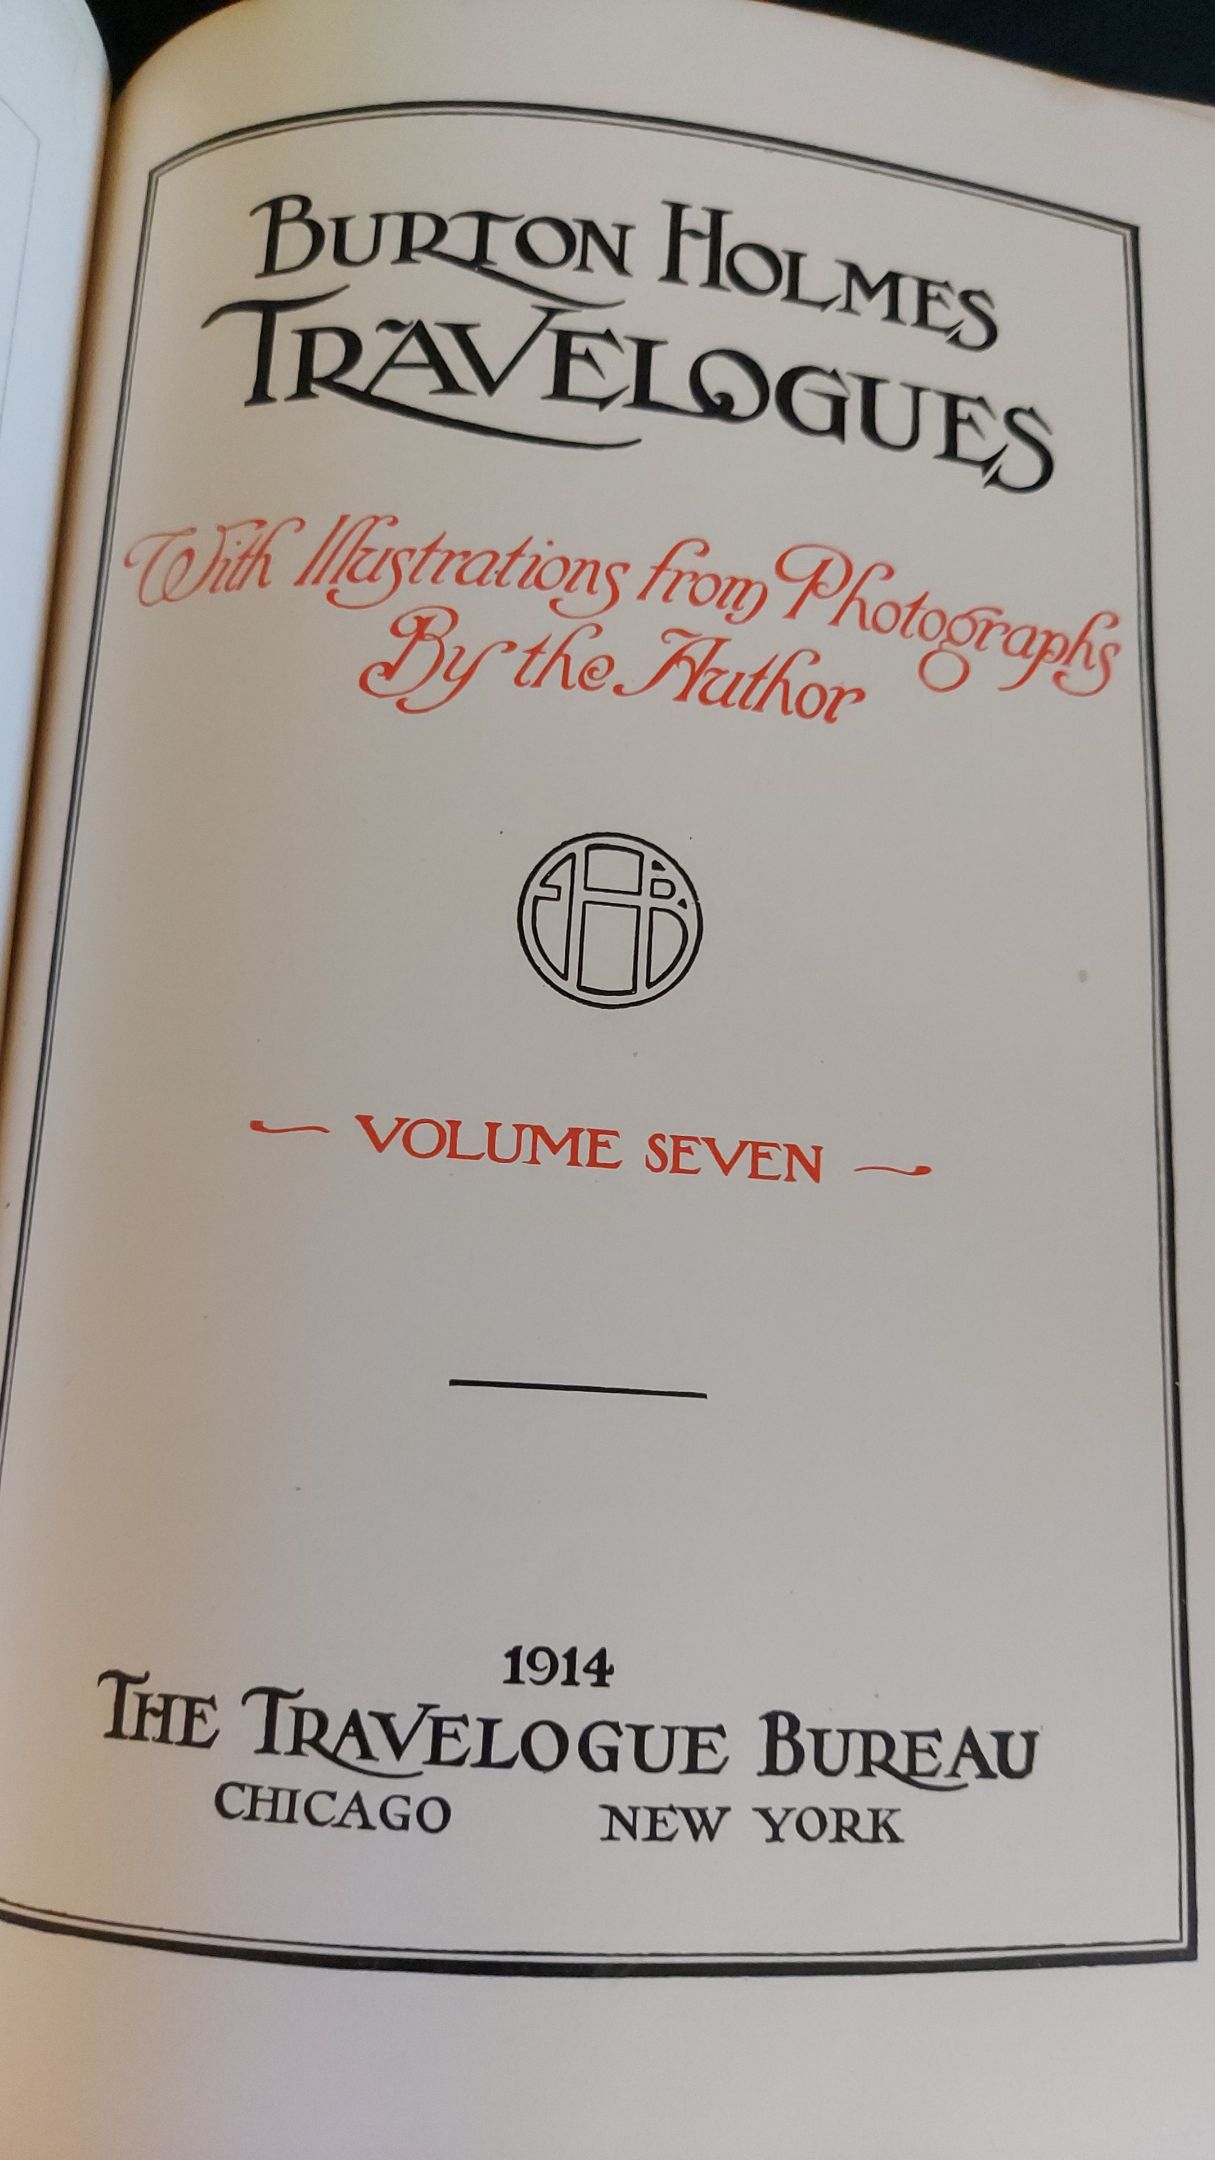 BURTON HOLMES
TRAVELOGUES
With Illustrations from Photographs
By the Author
VOLUME SEVEN
1914
THE TRAVELOGUE BUREAU
CHICAGO NEW YORK